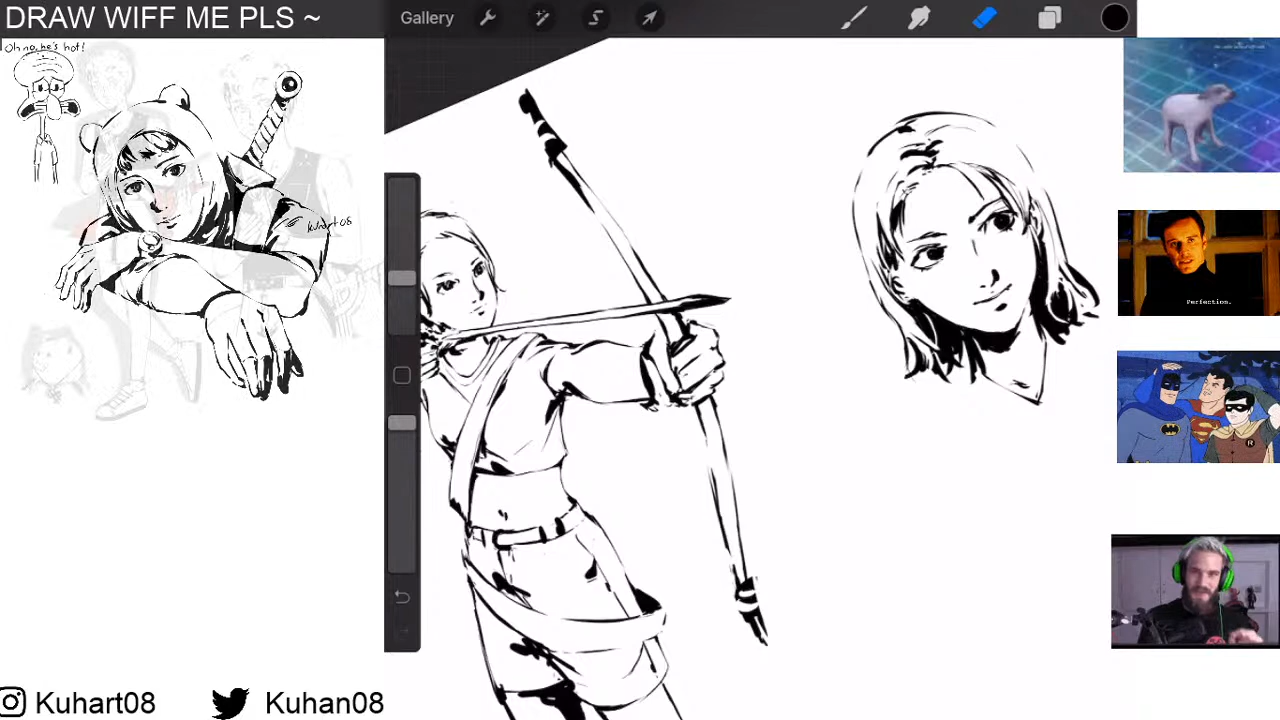 DRAW WIFF ME PLS ~
Gallery
Oh no, he's hot!
Kuhart08
Perfection.
R
Kuhart08
Kuhan08